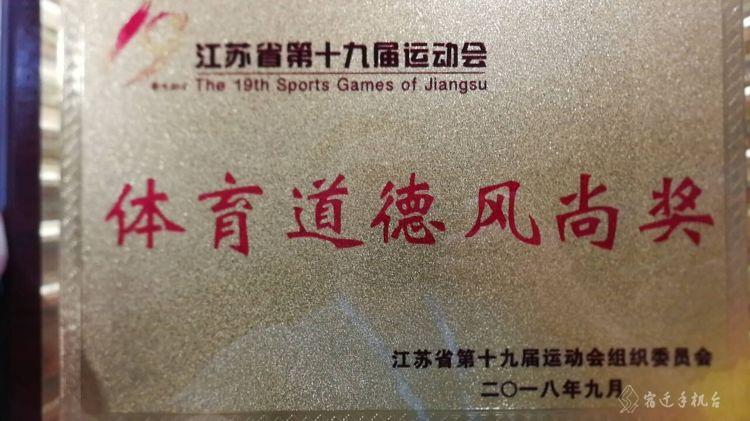 江苏省第十九届运动会
The 19th Sports Games of Jiangsu
体育道德风尚奖
江苏省第十九届运动会组织委员会
二〇一八年九月
宿迁手机台